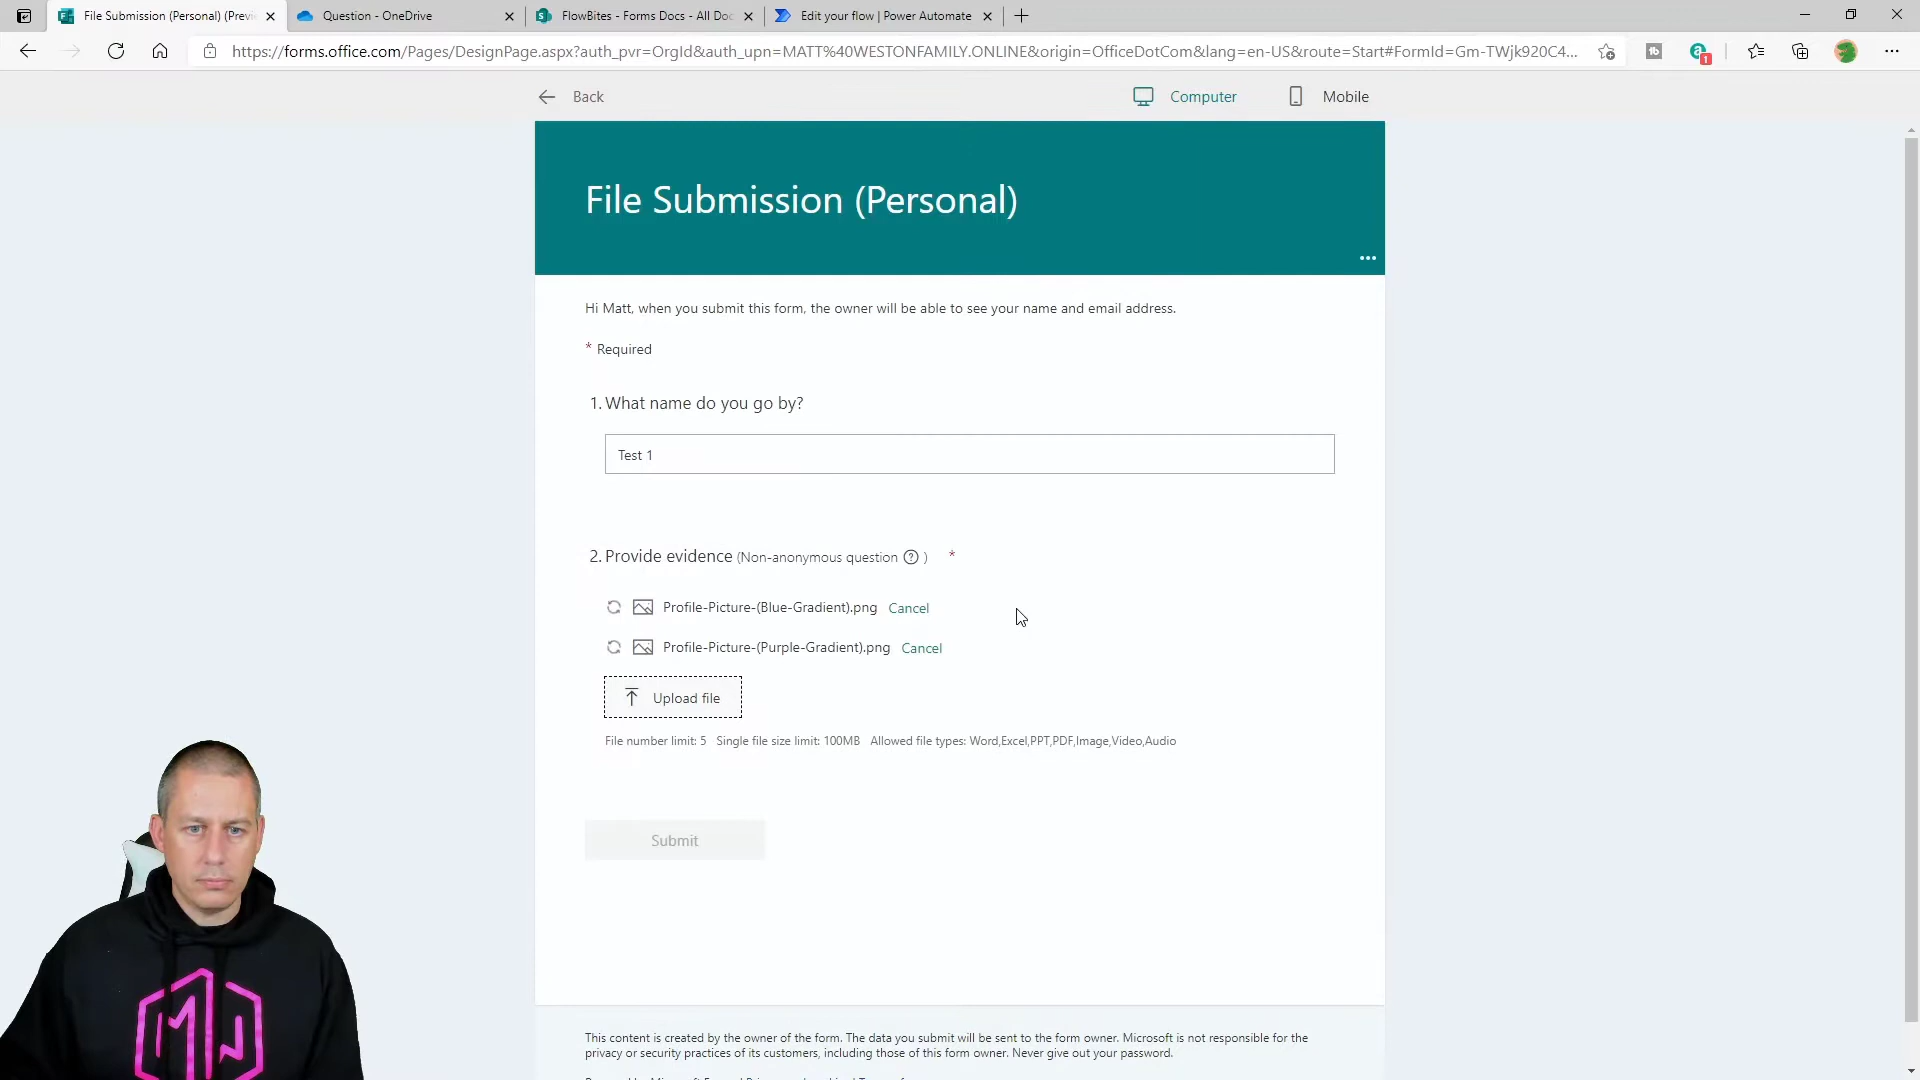 File Submission (Personal) (Previ
Question - OneDrive
FlowBites - Forms Docs - All Doc
Edit your flow | Power Automate
https://forms.office.com/Pages/DesignPage.aspx?auth_pvr=OrgId&auth_upn=MATT%40WESTONFAMILY.ONLINE&origin=OfficeDotCom&lang=en-US&route=Start#FormId=Gm-TWjk920C4...
1
Back
Computer
Mobile
File Submission (Personal)
Hi Matt, when you submit this form, the owner will be able to see your name and email address.
* Required
1. What name do you go by?
Test 1
2. Provide evidence (Non-anonymous question ? ) *
Profile-Picture-(Blue-Gradient).png Cancel
Profile-Picture-(Purple-Gradient).png Cancel
Upload file
File number limit: 5 Single file size limit: 100MB Allowed file types: Word,Excel,PPT,PDF,Image,Video,Audio
Submit
This content is created by the owner of the form. The data you submit will be sent to the form owner. Microsoft is not responsible for the
privacy or security practices of its customers, including those of this form owner. Never give out your password.